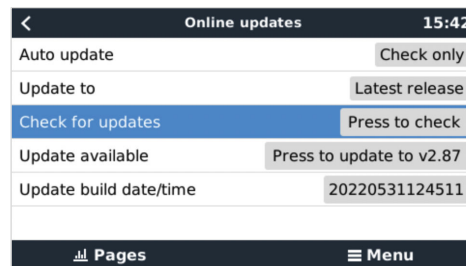 Online updates 15:42
Auto update Check only
Update to Latest release
Check for updates Press to check
Update available Press to update to v2.87
Update build date/time 20220531124511
Pages Menu